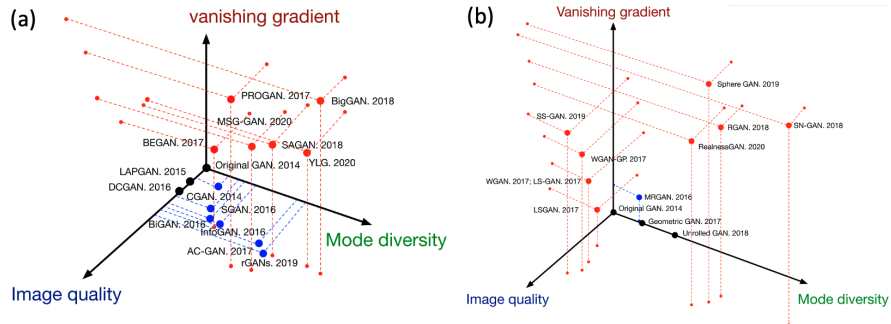 (a)
vanishing gradient
PROGAN. 2017
BigGAN. 2018
MSG-GAN. 2020
BEGAN. 2017
SAGAN. 2018
Original GAN. 2014
YLG. 2020
LAPGAN. 2015
DCGAN. 2016
CGAN. 2014
SGAN. 2016
BiGAN. 2016
InfoGAN. 2016
AC-GAN. 2017
rGANs. 2019
Mode diversity
Image quality
(b)
Vanishing gradient
Sphere GAN. 2019
SS-GAN. 2019
RGAN. 2018
SN-GAN. 2018
RealnessGAN. 2020
WGAN-GP. 2017
WGAN. 2017; LS-GAN. 2017
MRGAN. 2016
LSGAN. 2017
Original GAN. 2014
Geometric GAN. 2017
Unrolled GAN. 2018
Image quality
Mode diversity